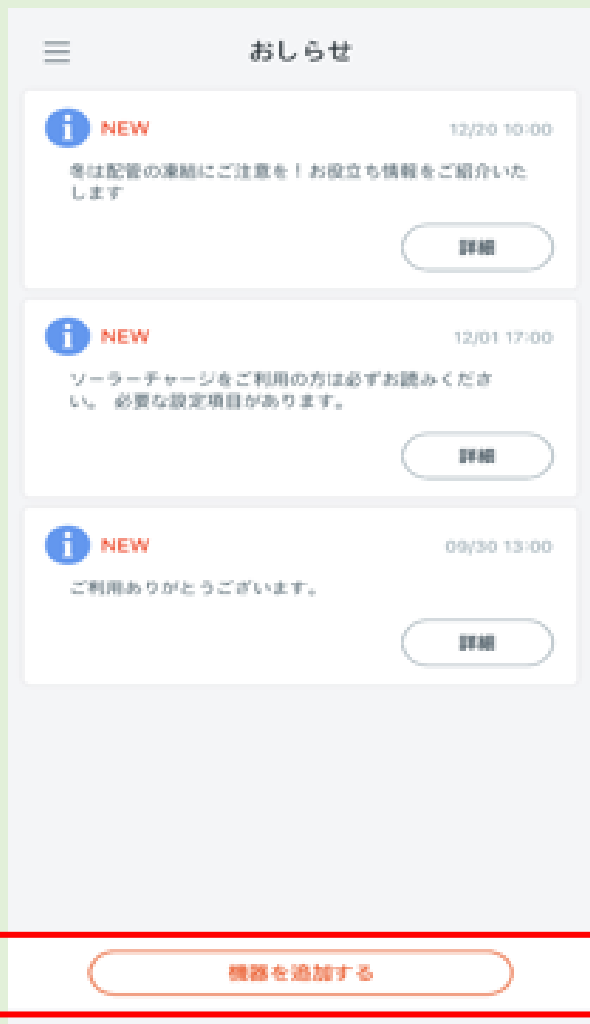 おしらせ
NEW
12/20 10:00
冬は配管の凍結にご注意を！お役立ち情報をご紹介いた
します
詳細
NEW
12/01 17:00
ソーラーチャージをご利用の方は必ずお読みくださ
い。 必要な設定項目があります。
詳細
NEW
09/30 13:00
ご利用ありがとうございます。
詳細
機器を追加する